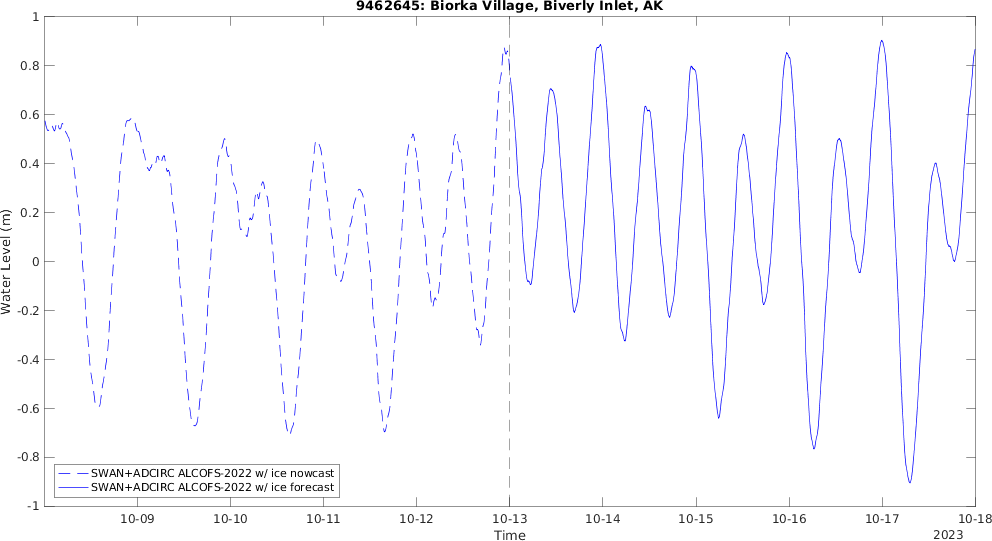 9462645: Biorka Village, Biverly Inlet, AK
Water Level (m)
1
0.8
0.6
0.4
0.2
0
-0.2
-0.4
-0.6
-0.8
-1
SWAN+ADCIRC ALCOFS-2022 w/ ice nowcast
SWAN+ADCIRC ALCOFS-2022 w/ ice forecast
10-09 10-10 10-11 10-12 10-13 10-14 10-15 10-16 10-17 10-18
Time
2023